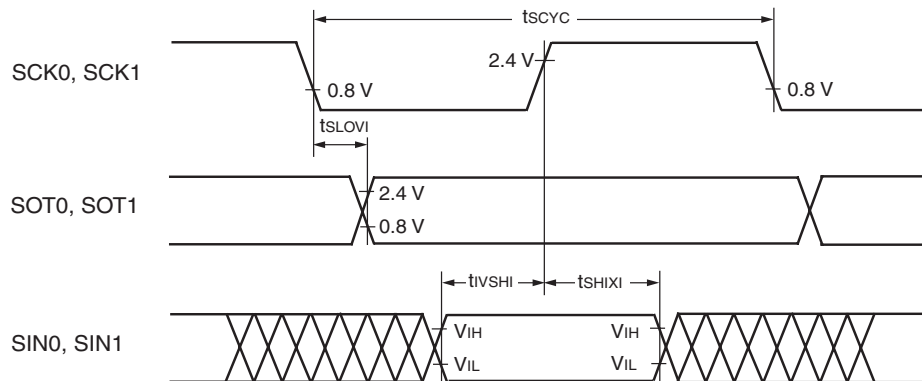 tSCYC
SCK0, SCK1
2.4 V
0.8 V
0.8 V
tSLOVI
SOT0, SOT1
2.4 V
0.8 V
tIVSHI
tSHIXI
SIN0, SIN1
VIH
VIH
VIL
VIL